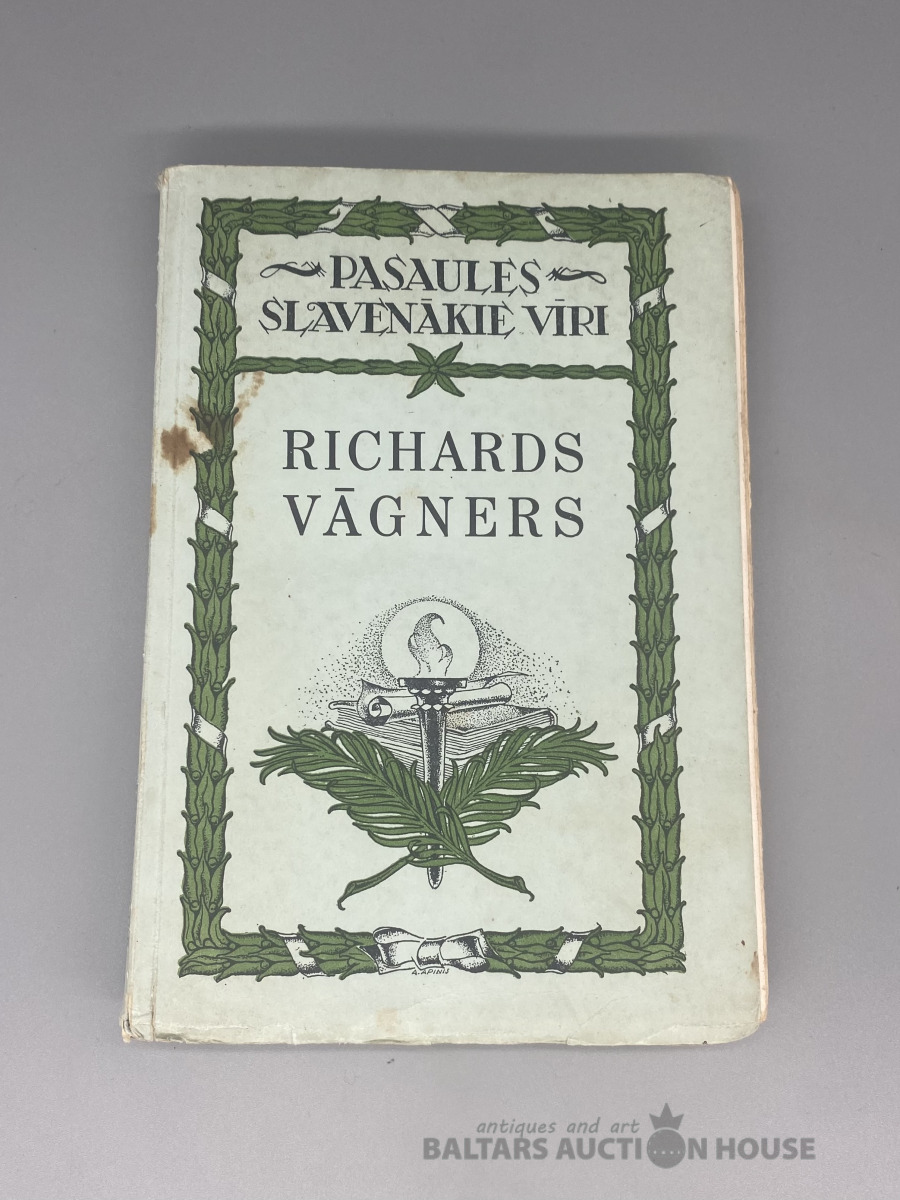 PASAULES
SLAVENĀKIE VĪRI
RICHARDS
VĀGNERS
A. APINIS
antiques and art
BALTARS AUCTION HOUSE